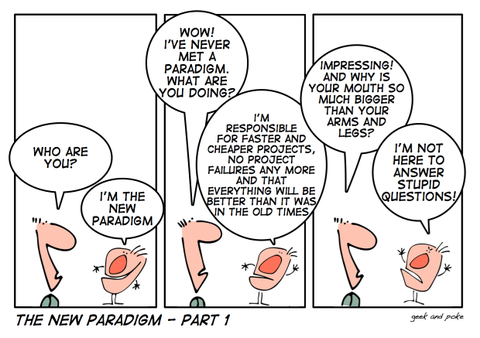 WHO ARE
YOU?
I'M THE
NEW
PARADIGM
WOW!
I'VE NEVER
MET A
PARADIGM.
WHAT ARE
YOU DOING?
I'M
RESPONSIBLE
FOR FASTER AND
CHEAPER PROJECTS,
NO PROJECT
FAILURES ANY MORE
AND THAT
EVERYTHING WILL BE
BETTER THAN IT WAS
IN THE OLD TIMES
IMPRESSING!
AND WHY IS
YOUR MOUTH SO
MUCH BIGGER
THAN YOUR
ARMS AND
LEGS?
I'M NOT
HERE TO
ANSWER
STUPID
QUESTIONS!
THE NEW PARADIGM - PART 1
geek and poke